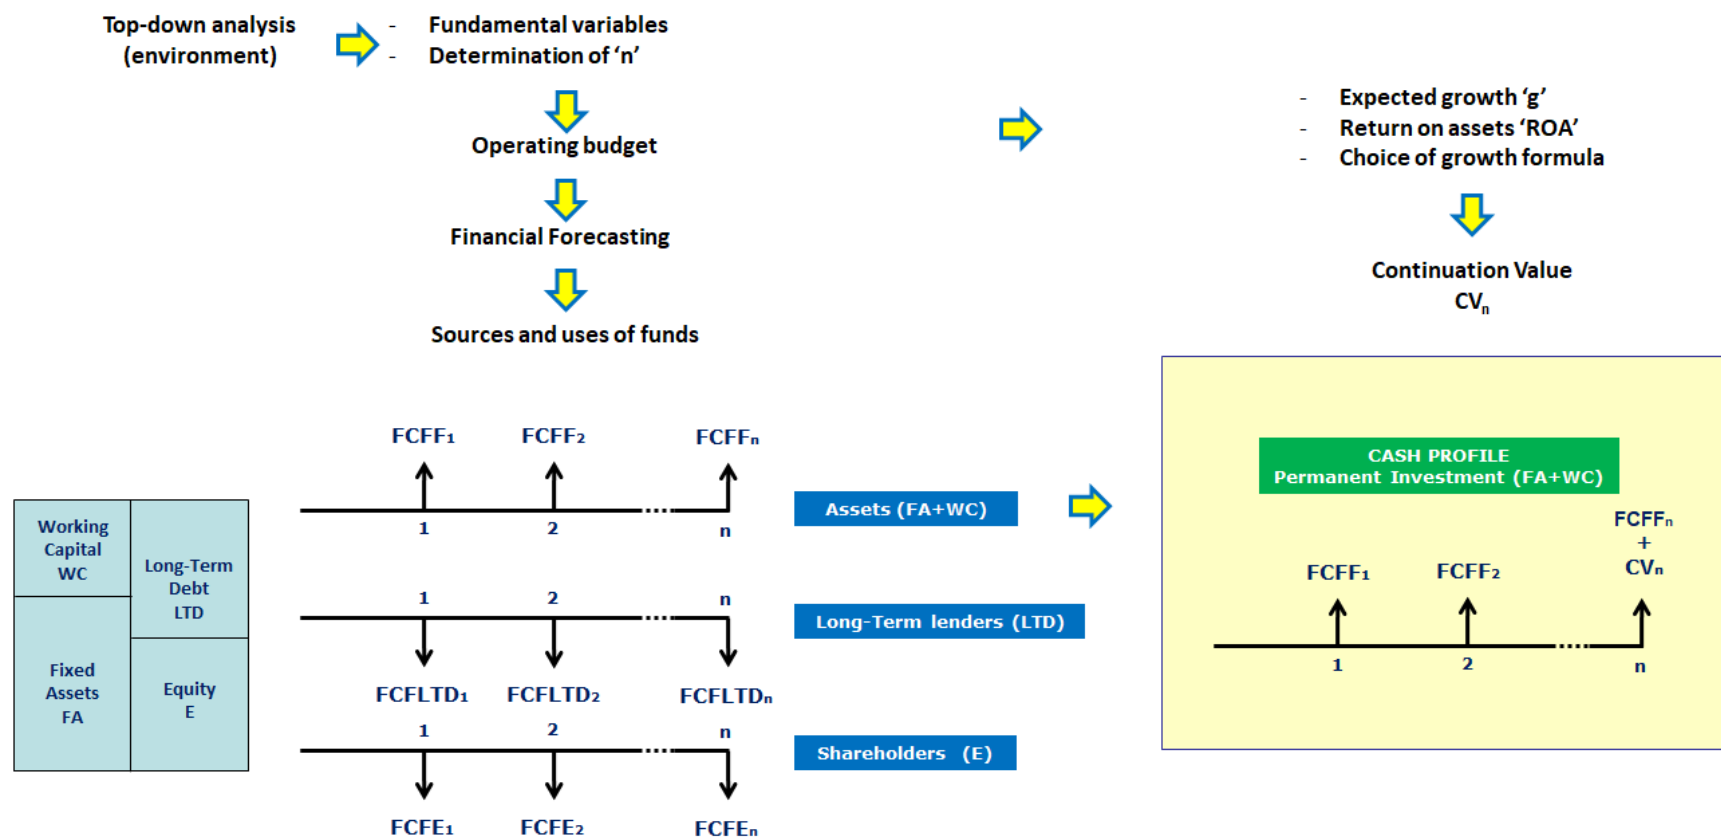 Top-down analysis
(environment)
- Fundamental variables
- Determination of ‘n’
Operating budget
Financial Forecasting
Sources and uses of funds
- Expected growth ‘g’
- Return on assets ‘ROA’
- Choice of growth formula
Continuation Value
CVn
Working
Capital
WC
Long-Term
Debt
LTD
Fixed
Assets
FA
Equity
E
FCFF1 FCFF2 FCFFn
1 2 n
Assets (FA+WC)
1 2 n
Long-Term lenders (LTD)
FCFLTD1 FCFLTD2 FCFLTDn
1 2 n
Shareholders (E)
FCFE1 FCFE2 FCFEn
CASH PROFILE
Permanent Investment (FA+WC)
FCFFn
+
CVn
FCFF1 FCFF2
1 2 n